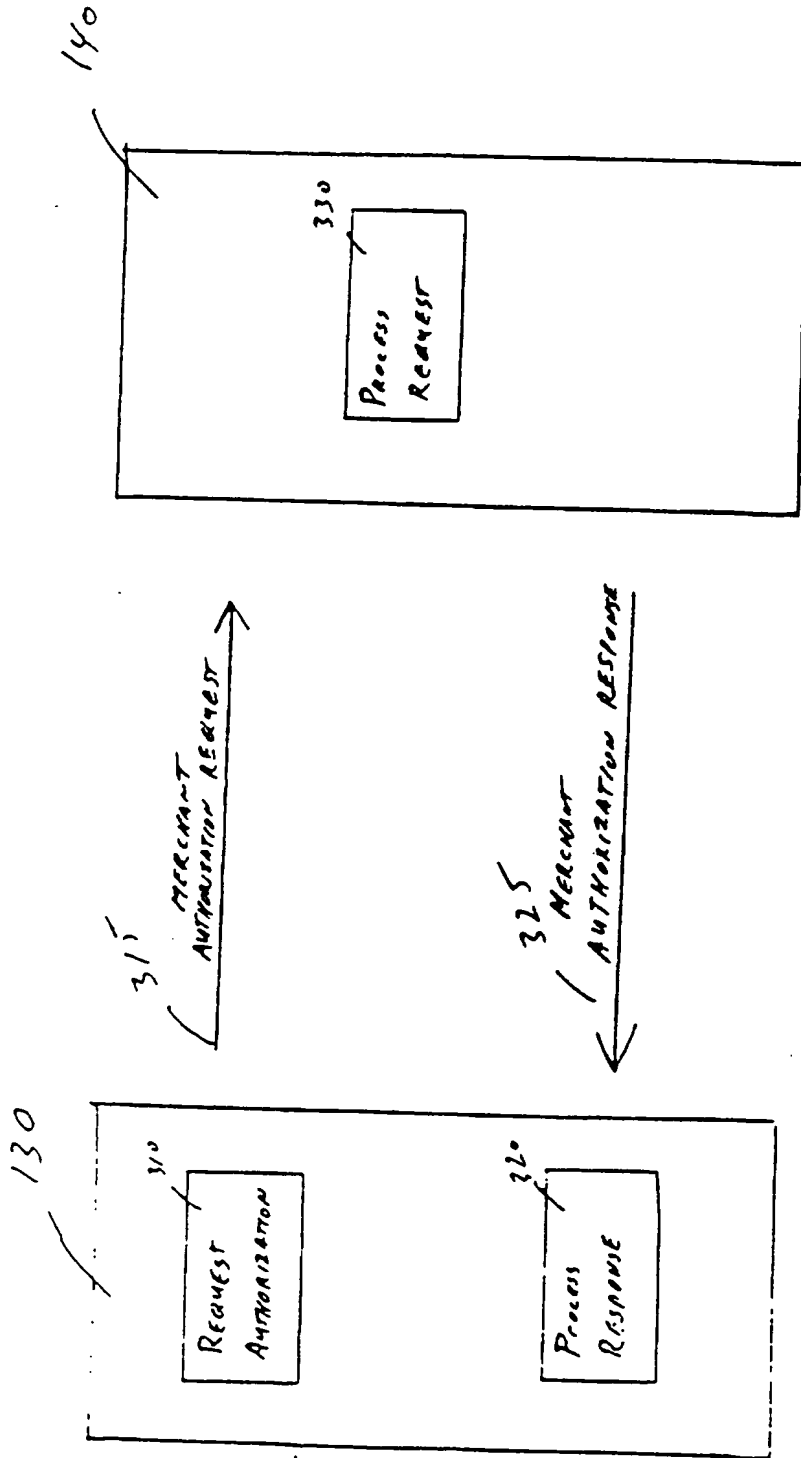 130
310
REQUEST
AUTHORIZATION
320
PROCESS
RESPONSE
315
MERCHANT
AUTHORIZATION REQUEST
325
MERCHANT
AUTHORIZATION RESPONSE
140
330
PROCESS
REQUEST